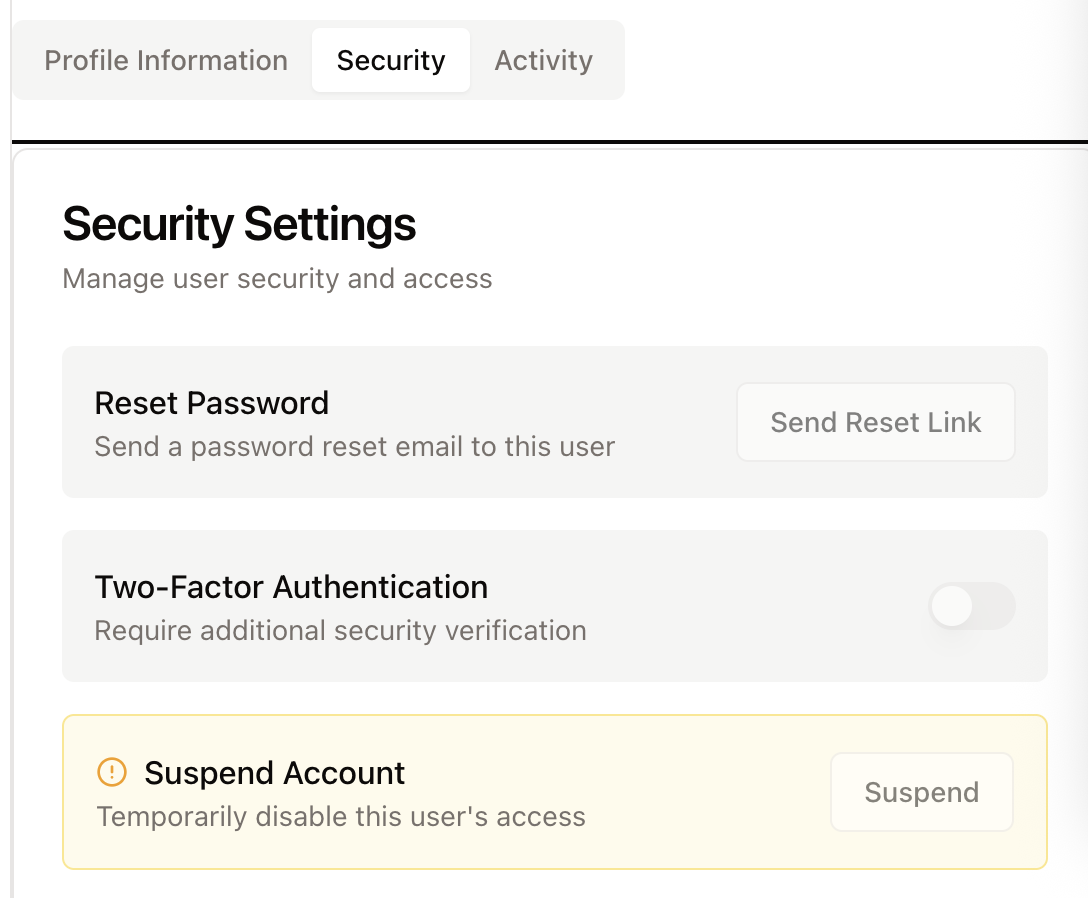 Profile Information
Security
Activity
Security Settings
Manage user security and access
Reset Password
Send a password reset email to this user
Send Reset Link
Two-Factor Authentication
Require additional security verification
Suspend Account
Temporarily disable this user's access
Suspend